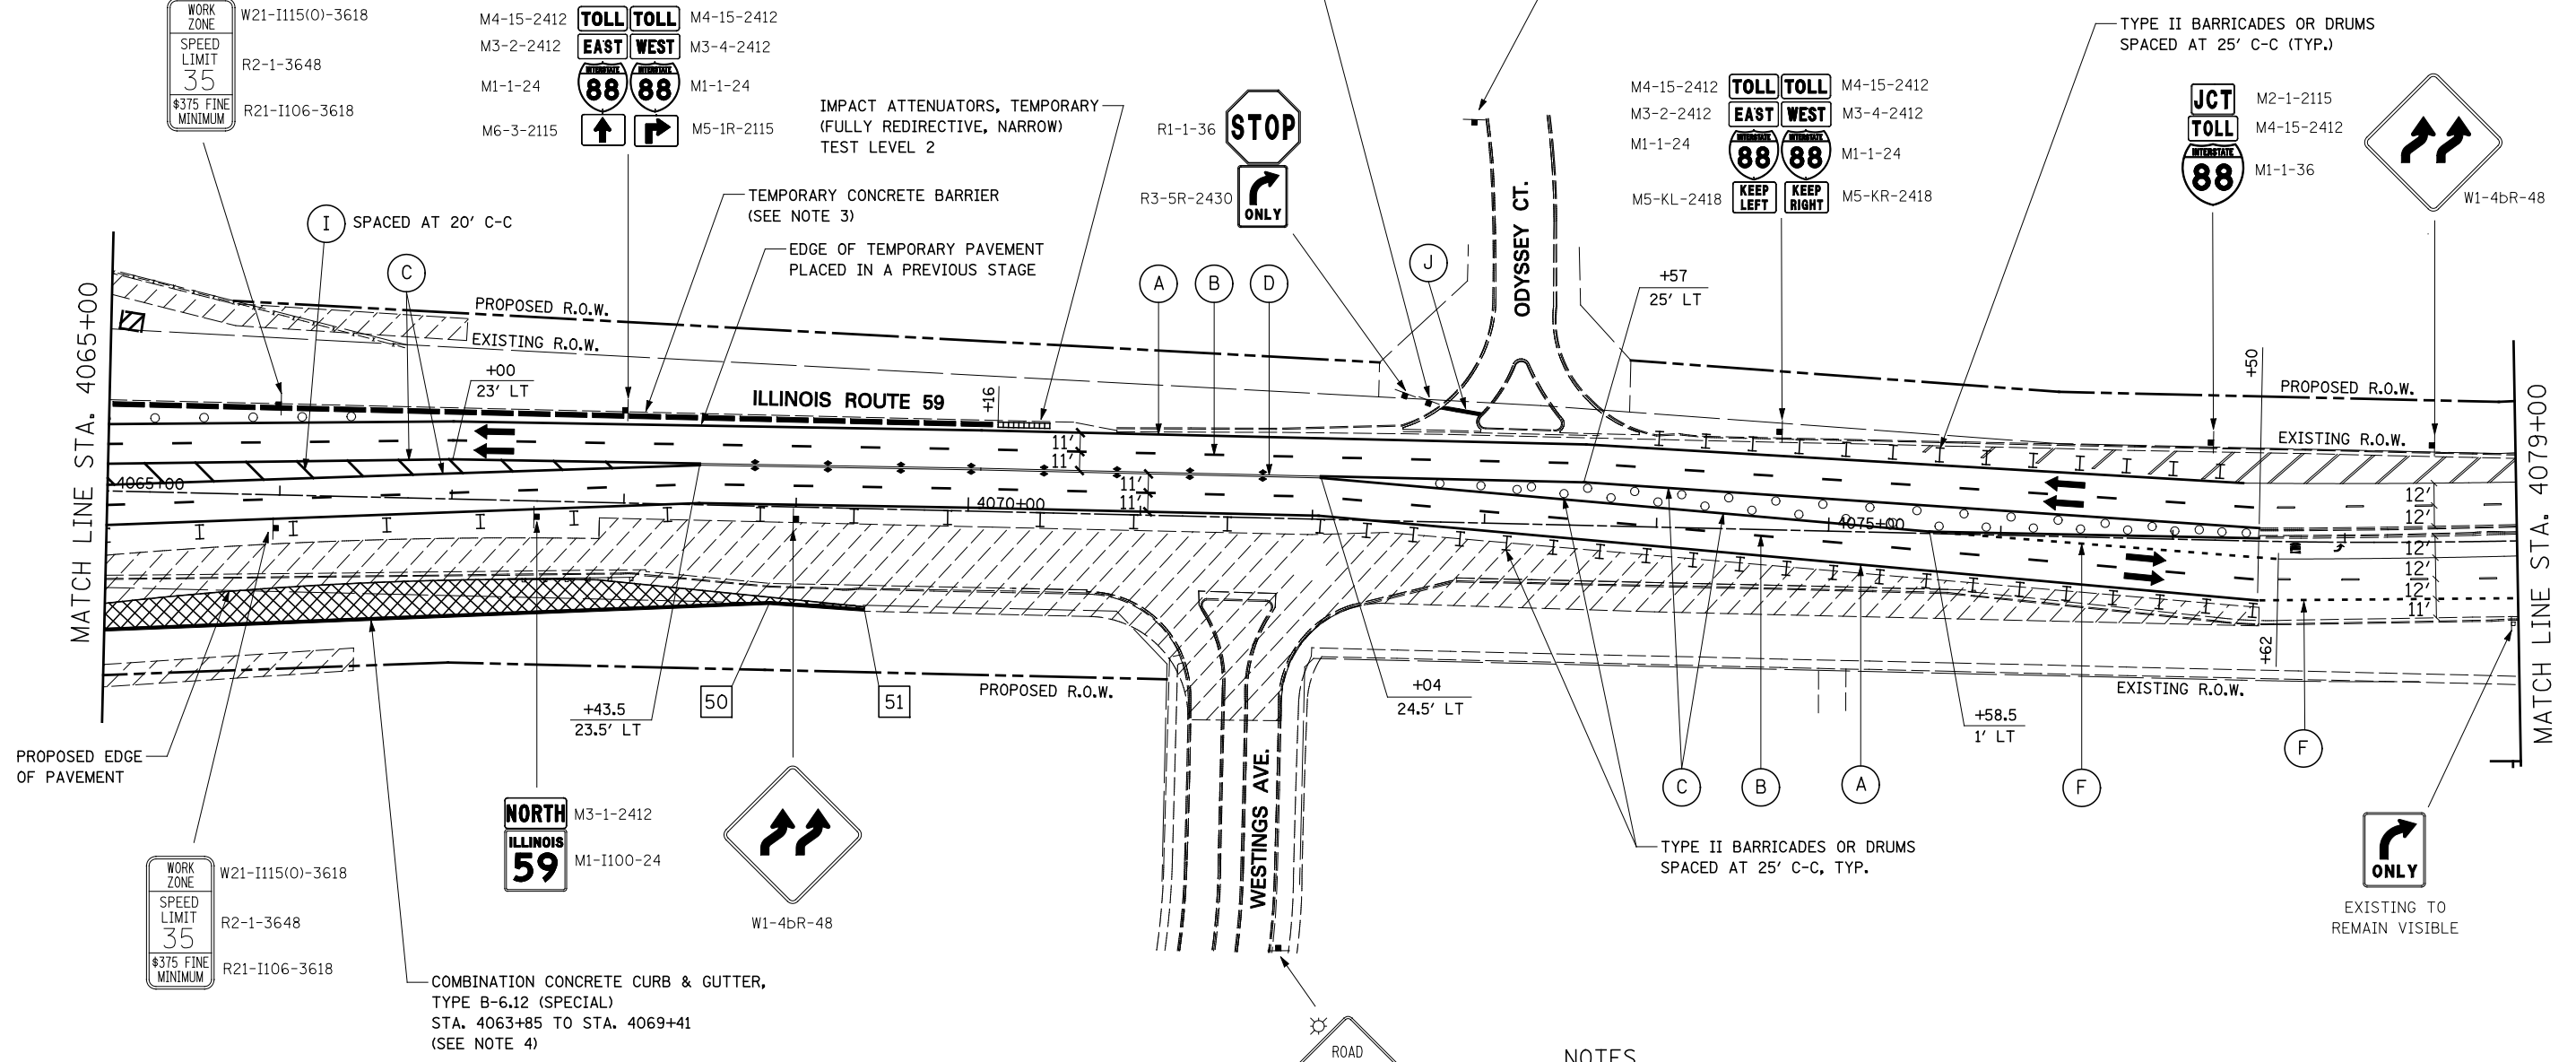 WORK
ZONE
SPEED
LIMIT
35
$375 FINE
MINIMUM
W21-I115(O)-3618
R2-1-3648
R21-I106-3618
M4-15-2412
TOLL TOLL
M4-15-2412
M3-2-2412
EAST WEST
M3-4-2412
M1-1-24
INTERSTATE INTERSTATE
88 88
M1-1-24
M6-3-2115
M5-1R-2115
IMPACT ATTENUATORS, TEMPORARY
(FULLY REDIRECTIVE, NARROW)
TEST LEVEL 2
TEMPORARY CONCRETE BARRIER
(SEE NOTE 3)
EDGE OF TEMPORARY PAVEMENT
PLACED IN A PREVIOUS STAGE
R1-1-36
STOP
R3-5R-2430
ONLY
ODYSSEY CT.
M4-15-2412
TOLL TOLL
M4-15-2412
M3-2-2412
EAST WEST
M3-4-2412
M1-1-24
INTERSTATE INTERSTATE
88 88
M1-1-24
M5-KL-2418
KEEP
LEFT
KEEP
RIGHT
M5-KR-2418
TYPE II BARRICADES OR DRUMS
SPACED AT 25' C-C (TYP.)
JCT
M2-1-2115
TOLL
M4-15-2412
INTERSTATE
88
M1-1-36
W1-4bR-48
I
SPACED AT 20' C-C
C
A
B
D
J
+57
25' LT
+50
PROPOSED R.O.W.
EXISTING R.O.W.
+00
23' LT
ILLINOIS ROUTE 59
+16
PROPOSED R.O.W.
EXISTING R.O.W.
MATCH LINE STA. 4065+00
MATCH LINE STA. 4079+00
4065+00
4070+00
4075+00
11'
11'
11'
11'
12'
12'
12'
12'
12'
11'
+62
+43.5
23.5' LT
50
51
PROPOSED R.O.W.
+04
24.5' LT
EXISTING R.O.W.
+58.5
1' LT
C
B
A
F
F
PROPOSED EDGE
OF PAVEMENT
NORTH
M3-1-2412
ILLINOIS
59
M1-I100-24
W1-4bR-48
WESTINGS AVE.
TYPE II BARRICADES OR DRUMS
SPACED AT 25' C-C, TYP.
ONLY
EXISTING TO
REMAIN VISIBLE
WORK
ZONE
SPEED
LIMIT
35
$375 FINE
MINIMUM
W21-I115(O)-3618
R2-1-3648
R21-I106-3618
COMBINATION CONCRETE CURB & GUTTER,
TYPE B-6.12 (SPECIAL)
STA. 4063+85 TO STA. 4069+41
(SEE NOTE 4)
ROAD
NOTES